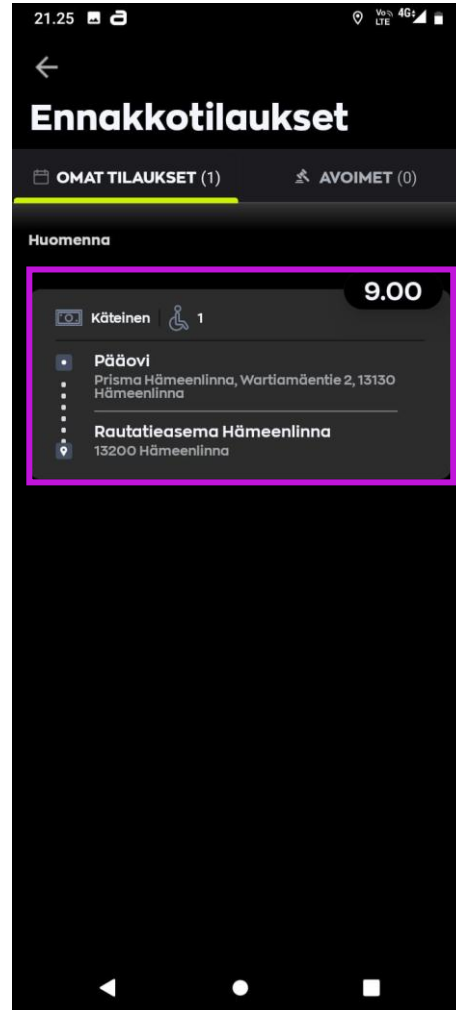 21.25 Vo LTE 4G
Ennakkotilaukset
OMAT TILAUKSET (1) AVOIMET (0)
Huomenna
9.00
Käteinen 1
Pääovi
Prisma Hämeenlinna, Wartiamäentie 2, 13130
Hämeenlinna
Rautatieasema Hämeenlinna
13200 Hämeenlinna